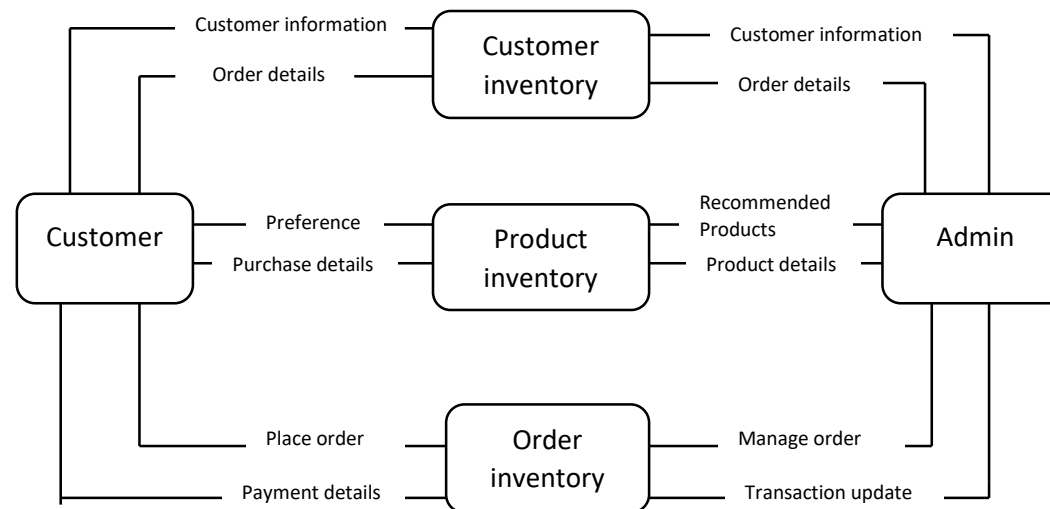 Customer information
Customer
inventory
Customer information
Order details
Order details
Customer
Preference
Purchase details
Product
inventory
Recommended
Products
Product details
Admin
Place order
Payment details
Order
inventory
Manage order
Transaction update